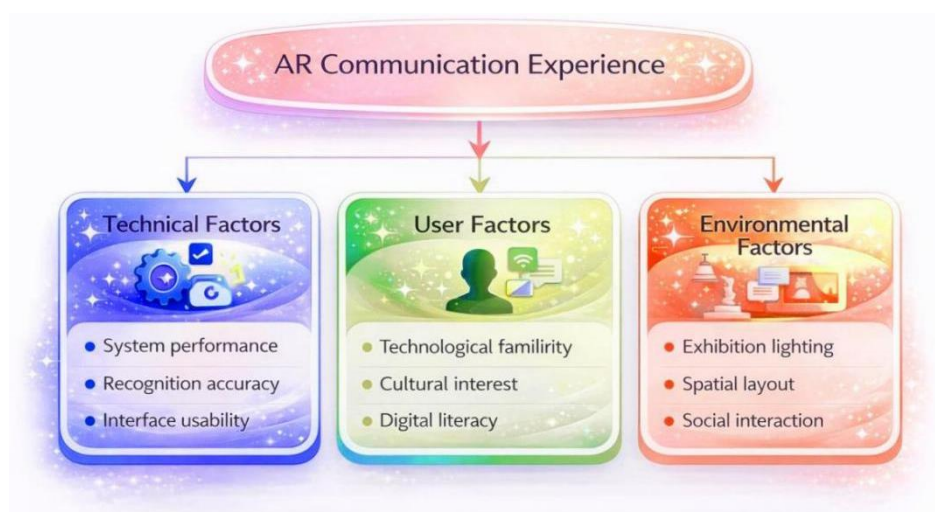 AR Communication Experience
Technical Factors
System performance
Recognition accuracy
Interface usability
User Factors
Technological familirity
Cultural interest
Digital literacy
Environmental
Factors
Exhibition lighting
Spatial layout
Social interaction